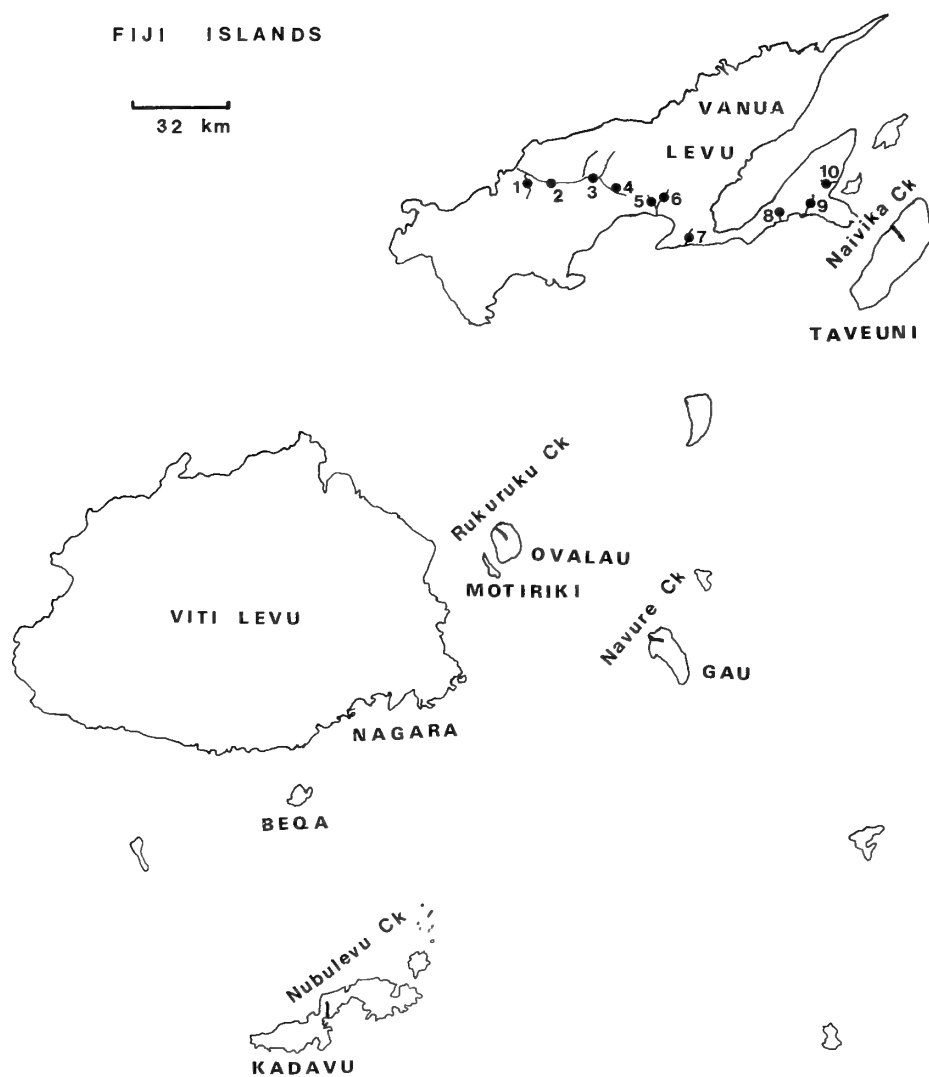 FIJI ISLANDS
32 km
VANUA
LEVU
1
2
3
4
5
6
7
8
9
10
Naivika Ck
TAVEUNI
Rukuruku Ck
OVALAU
MOTIRIKI
VITI LEVU
Navure Ck
GAU
NAGARA
BEQA
Nubulevu Ck
KADAVU